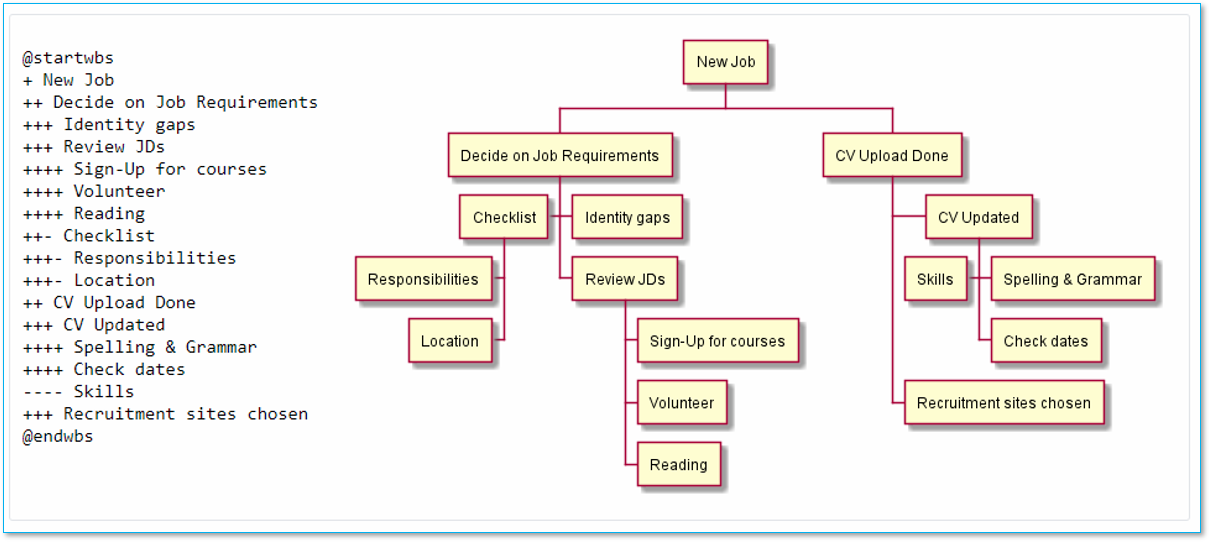 @startwbs
+ New Job
++ Decide on Job Requirements
+++ Identity gaps
+++ Review JDs
++++ Sign-Up for courses
++++ Volunteer
++++ Reading
++- Checklist
+++- Responsibilities
+++- Location
++ CV Upload Done
+++ CV Updated
++++ Spelling & Grammar
++++ Check dates
---- Skills
+++ Recruitment sites chosen
@endwbs
New Job
Decide on Job Requirements
CV Upload Done
Checklist
Identity gaps
CV Updated
Responsibilities
Review JDs
Skills
Spelling & Grammar
Location
Sign-Up for courses
Check dates
Volunteer
Recruitment sites chosen
Reading